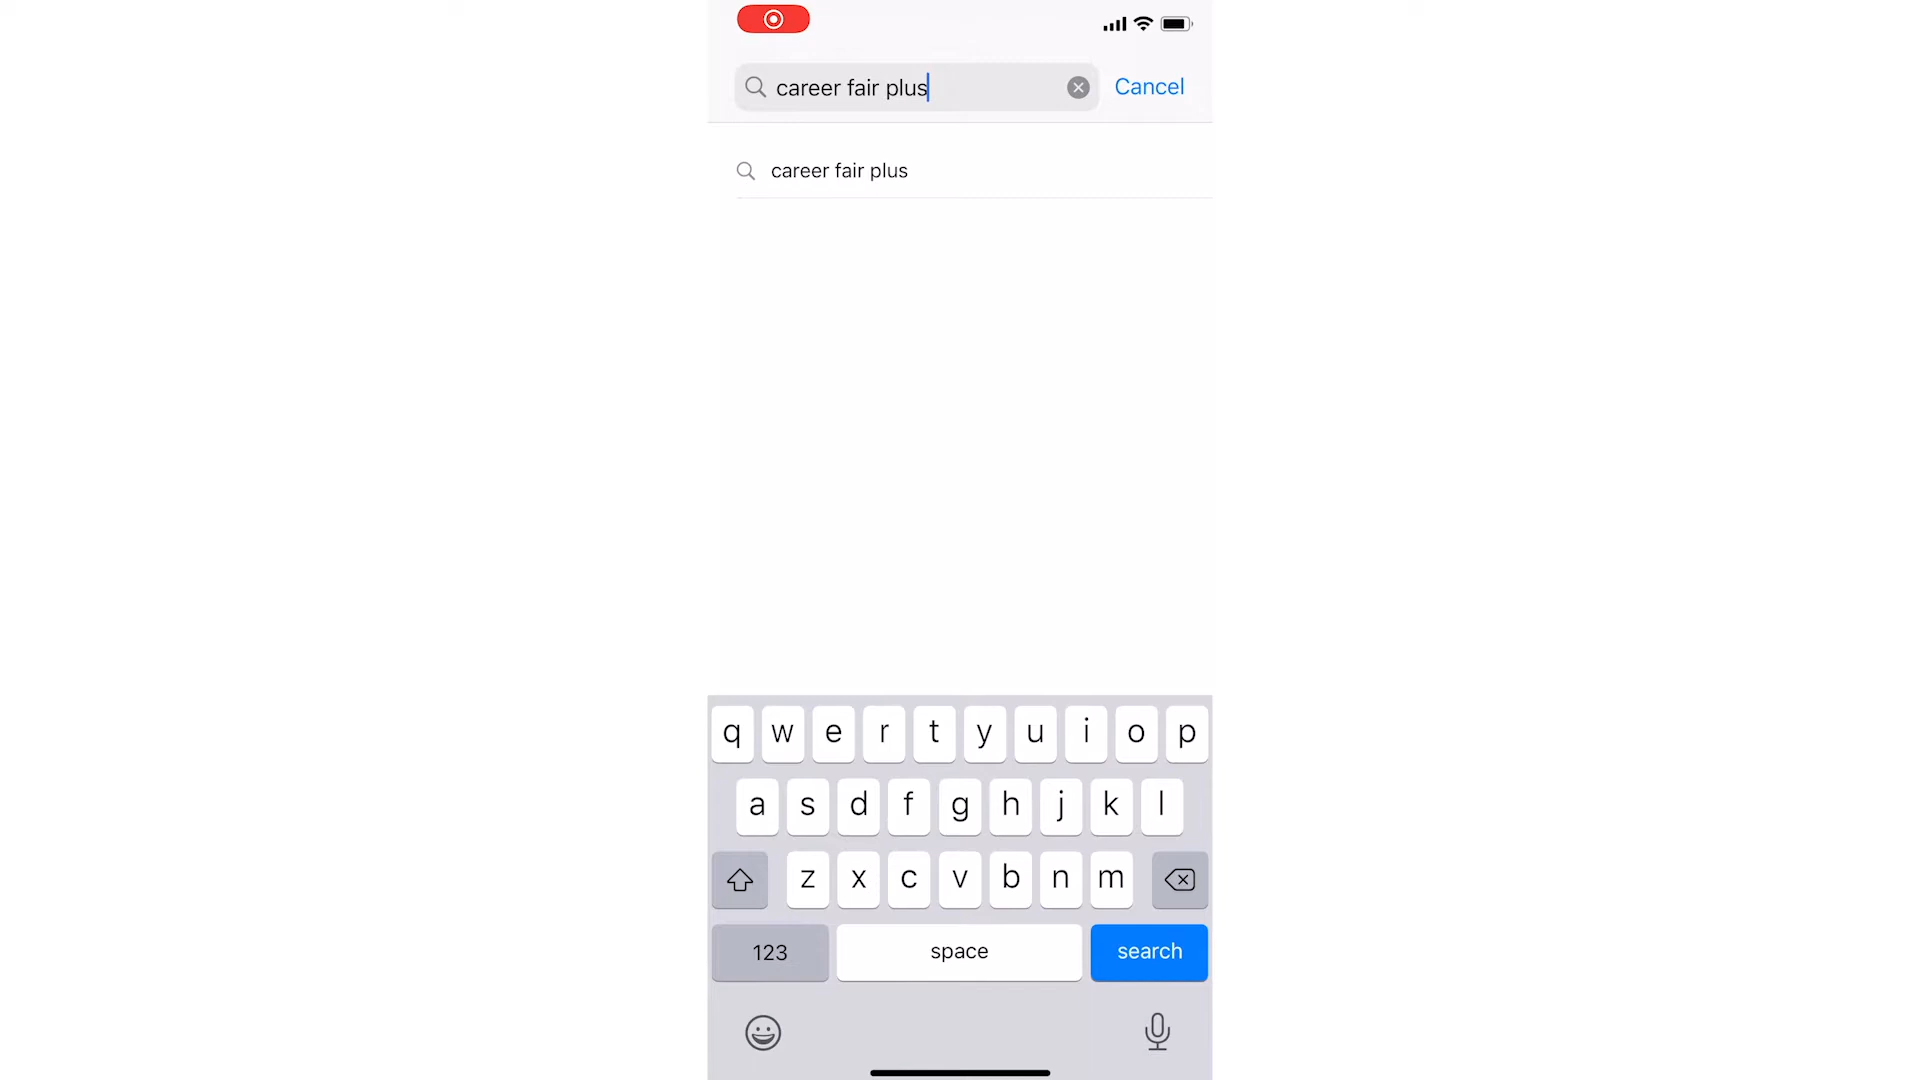 career fair plus Cancel
career fair plus
q w e r t y u i o p
a s d f g h j k l
z x c v b n m
123 space search